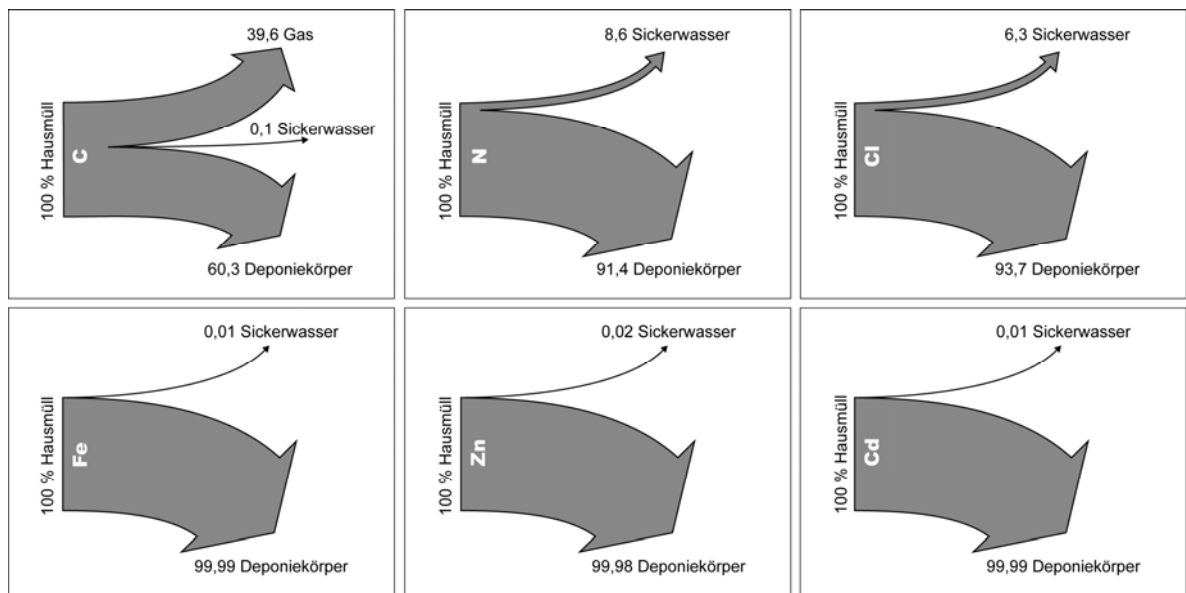 39,6 Gas
0,1 Sickerwasser
100 % Hausmüll
C
60,3 Deponiekörper
8,6 Sickerwasser
100 % Hausmüll
N
91,4 Deponiekörper
6,3 Sickerwasser
100 % Hausmüll
Cl
93,7 Deponiekörper
0,01 Sickerwasser
100 % Hausmüll
Fe
99,99 Deponiekörper
0,02 Sickerwasser
100 % Hausmüll
Zn
99,98 Deponiekörper
0,01 Sickerwasser
100 % Hausmüll
Cd
99,99 Deponiekörper